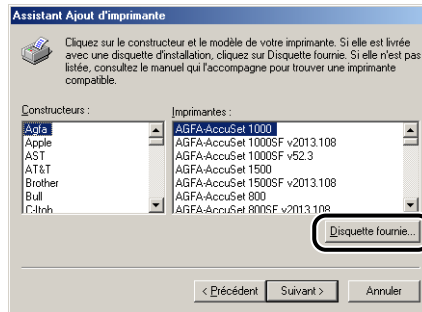 Assistant Ajout d'imprimante
Cliquez sur le constructeur et le modèle de votre imprimante. Si elle est livrée
avec une disquette d'installation, cliquez sur Disquette fournie. Si elle n'est pas
listée, consultez le manuel qui l'accompagne pour trouver une imprimante
compatible.
Constructeurs :
Agfa
Apple
AST
AT&T
Brother
Bull
C-Itoh
Imprimantes :
AGFA-AccuSet 1000
AGFA-AccuSet 1000SF v2013.108
AGFA-AccuSet 1000SF v52.3
AGFA-AccuSet 1500
AGFA-AccuSet 1500SF v2013.108
AGFA-AccuSet 800
AGFA-AccuSet 800SF v2013.108
Disquette fournie...
< Précédent
Suivant >
Annuler